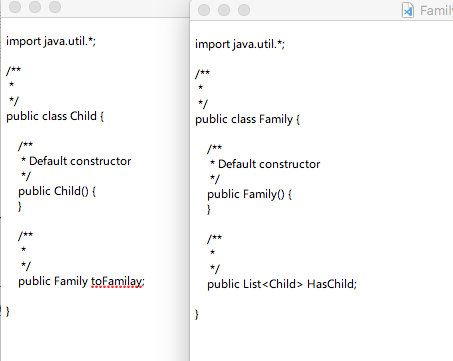 import java.util.*;
/**
*
*/
public class Child {
/**
* Default constructor
*/
public Child() {
}
/**
*
*/
public Family toFamilay;
}
Family
import java.util.*;
/**
*
*/
public class Family {
/**
* Default constructor
*/
public Family() {
}
/**
*
*/
public List<Child> HasChild;
}